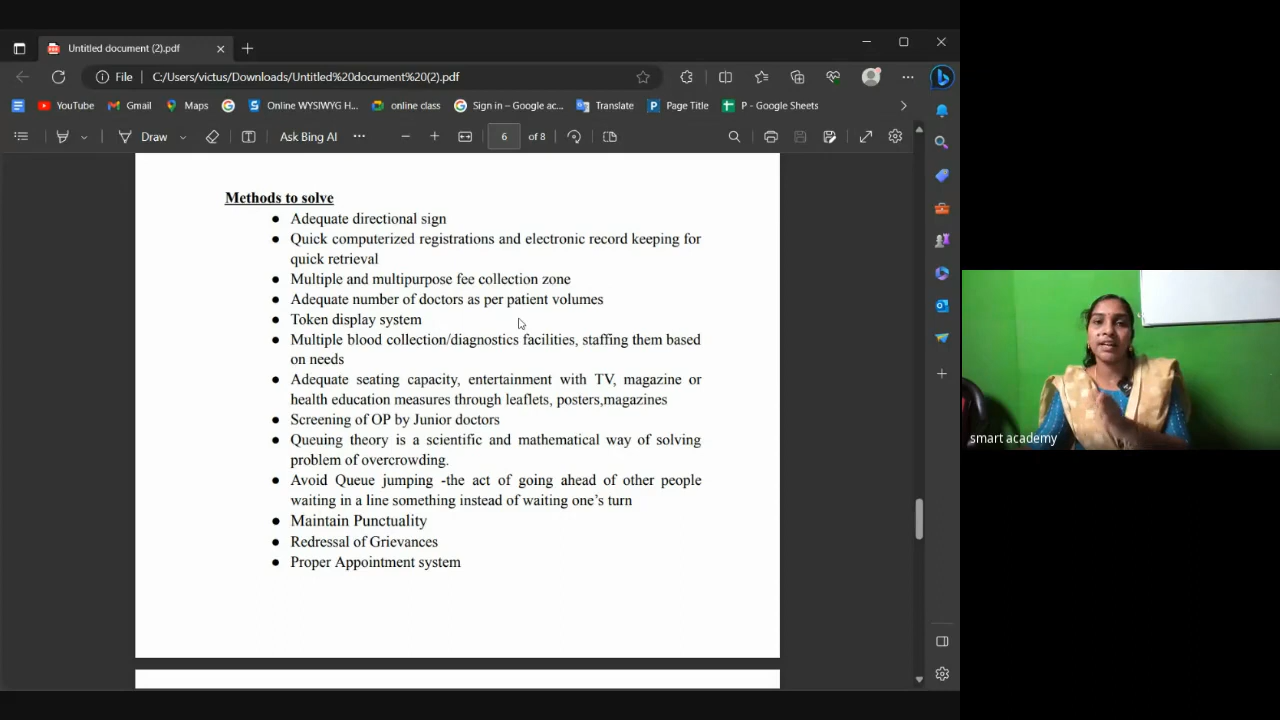 Untitled document (2).pdf
File C:/Users/victus/Downloads/Untitled%20document%20(2).pdf
YouTube Gmail Maps Online WYSIWYG H... online class Sign in – Google ac... Translate Page Title P - Google Sheets
Draw Ask Bing AI 6 of 8
Methods to solve
● Adequate directional sign
● Quick computerized registrations and electronic record keeping for
quick retrieval
● Multiple and multipurpose fee collection zone
● Adequate number of doctors as per patient volumes
● Token display system
● Multiple blood collection/diagnostics facilities, staffing them based
on needs
● Adequate seating capacity, entertainment with TV, magazine or
health education measures through leaflets, posters,magazines
● Screening of OP by Junior doctors
● Queuing theory is a scientific and mathematical way of solving
problem of overcrowding.
● Avoid Queue jumping -the act of going ahead of other people
waiting in a line something instead of waiting one’s turn
● Maintain Punctuality
● Redressal of Grievances
● Proper Appointment system
smart academy